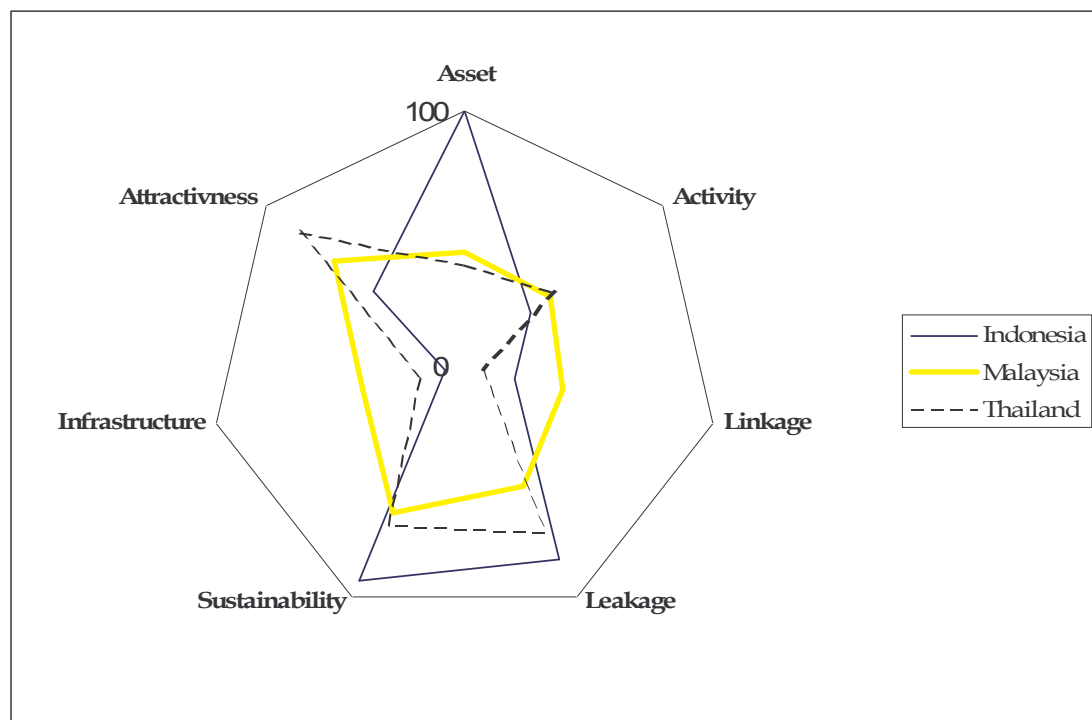 Asset
100
Attractivness
Activity
Indonesia
0
Malaysia
Thailand
Infrastructure
Linkage
Sustainability
Leakage